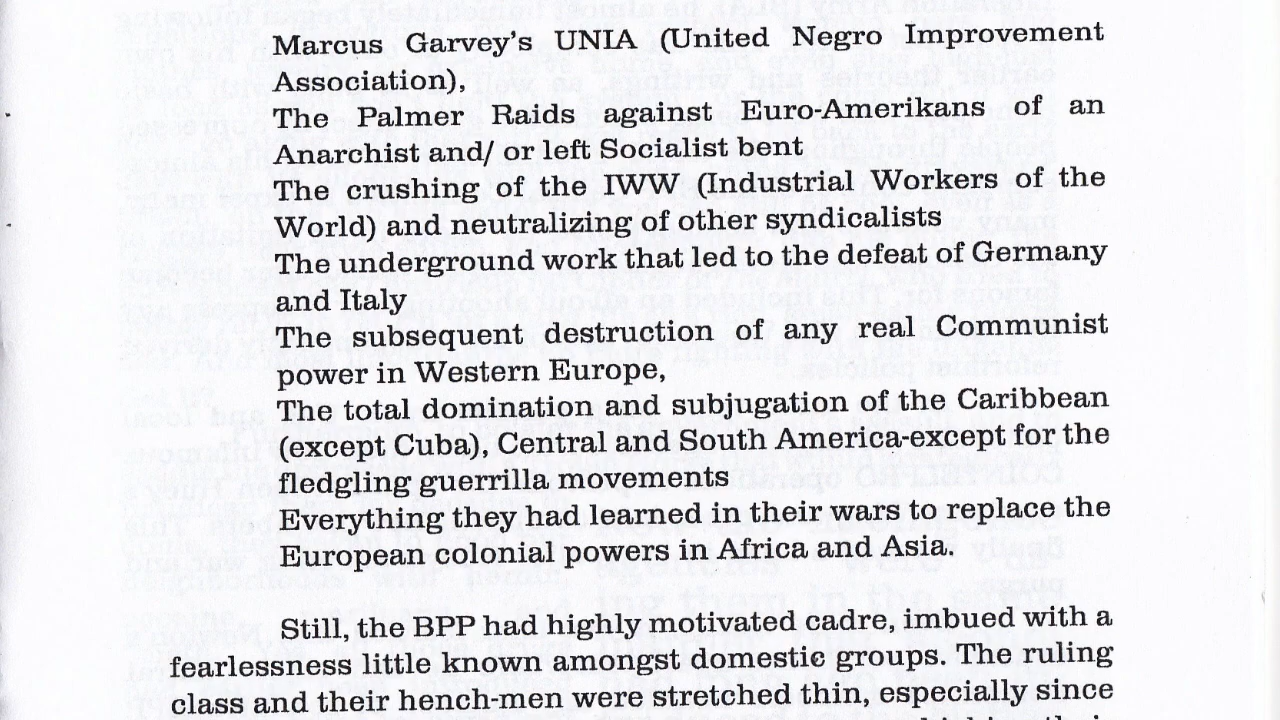 Marcus Garvey's UNIA (United Negro Improvement
Association),
The Palmer Raids against Euro-Amerikans of an
Anarchist and/ or left Socialist bent
The crushing of the IWW (Industrial Workers of the
World) and neutralizing of other syndicalists
The underground work that led to the defeat of Germany
and Italy
The subsequent destruction of any real Communist
power in Western Europe,
The total domination and subjugation of the Caribbean
(except Cuba), Central and South America-except for the
fledgling guerrilla movements
Everything they had learned in their wars to replace the
European colonial powers in Africa and Asia.
Still, the BPP had highly motivated cadre, imbued with a
fearlessness little known amongst domestic groups. The ruling
class and their hench-men were stretched thin, especially since